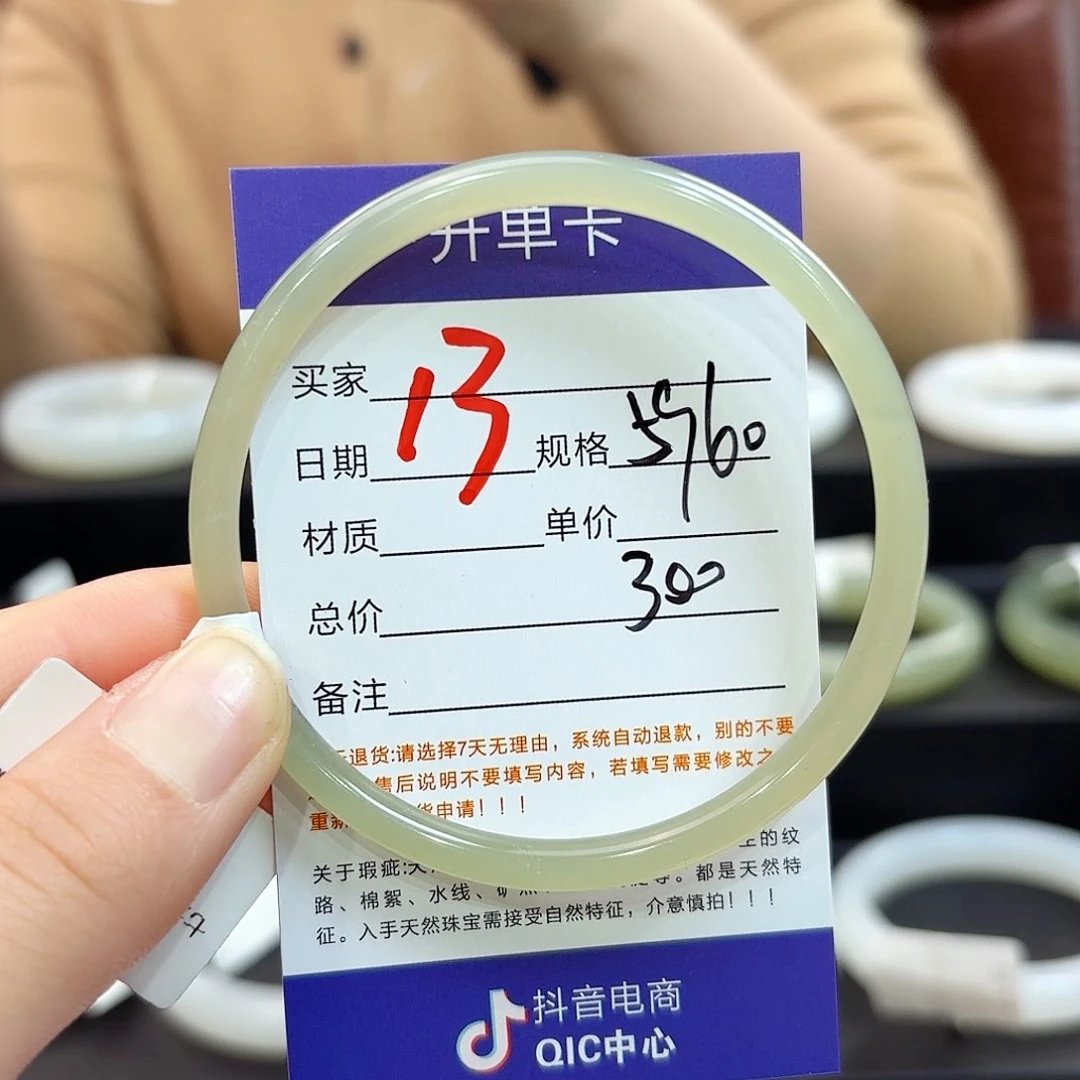 开单卡
买家 13
日期 规格 59/60
材质 单价
总价 300
备注
退货:请选择7天无理由，系统自动退款，别的不要
售后说明不要填写内容，若填写需要修改之
重新 货申请！！！
关于瑕疵:天 的纹
路、棉絮、水线、矿 。都是天然特
征。入手天然珠宝需接受自然特征，介意慎拍！！！
抖音电商
QIC中心